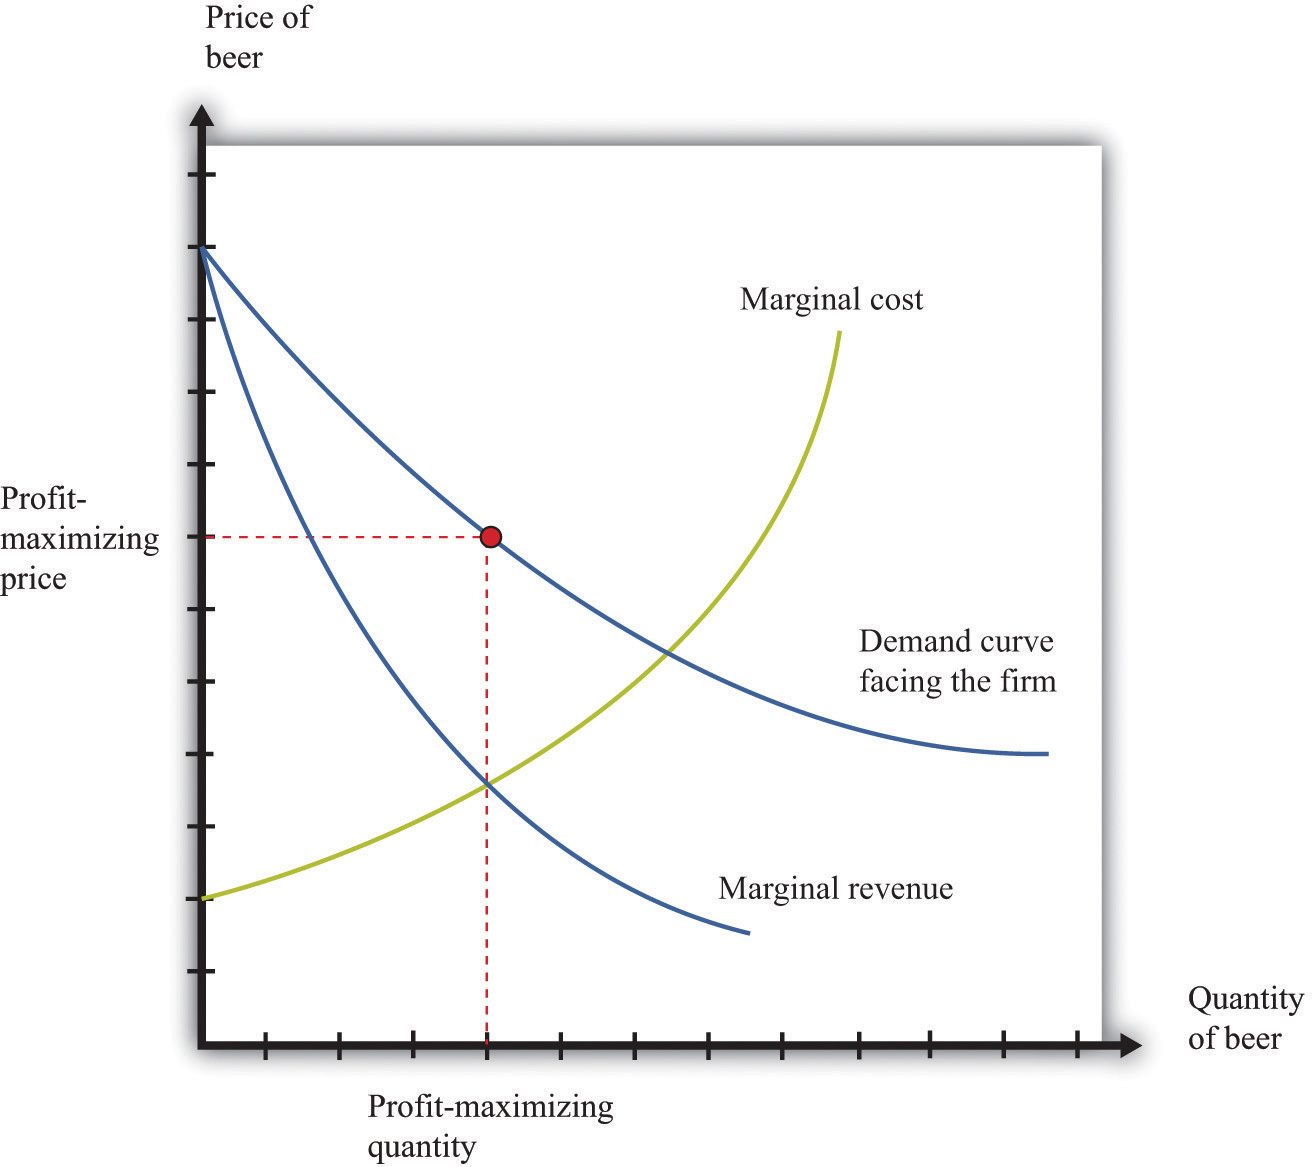 Price of
beer
Marginal cost
Profit-
maximizing
price
Demand curve
facing the firm
Marginal revenue
Quantity
of beer
Profit-maximizing
quantity